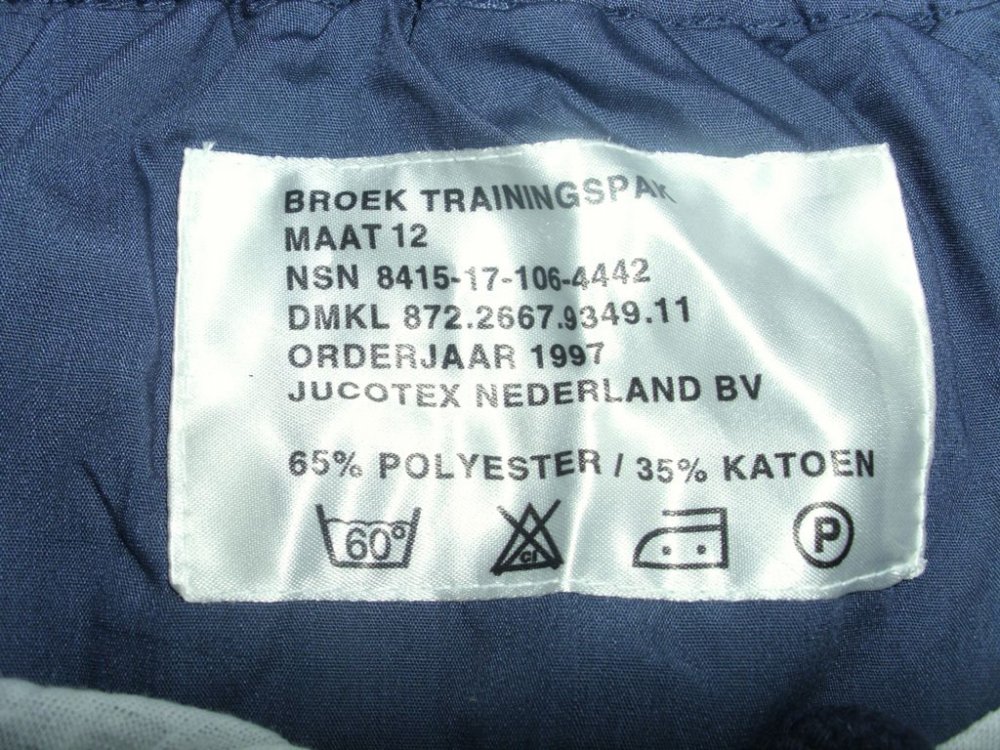 BROEK TRAININGSPAK
MAAT 12
NSN 8415-17-106-4442
DMKL 872.2667.9349.11
ORDERJAAR 1997
JUCOTEX NEDERLAND BV
65% POLYESTER / 35% KATOEN
60° cl P